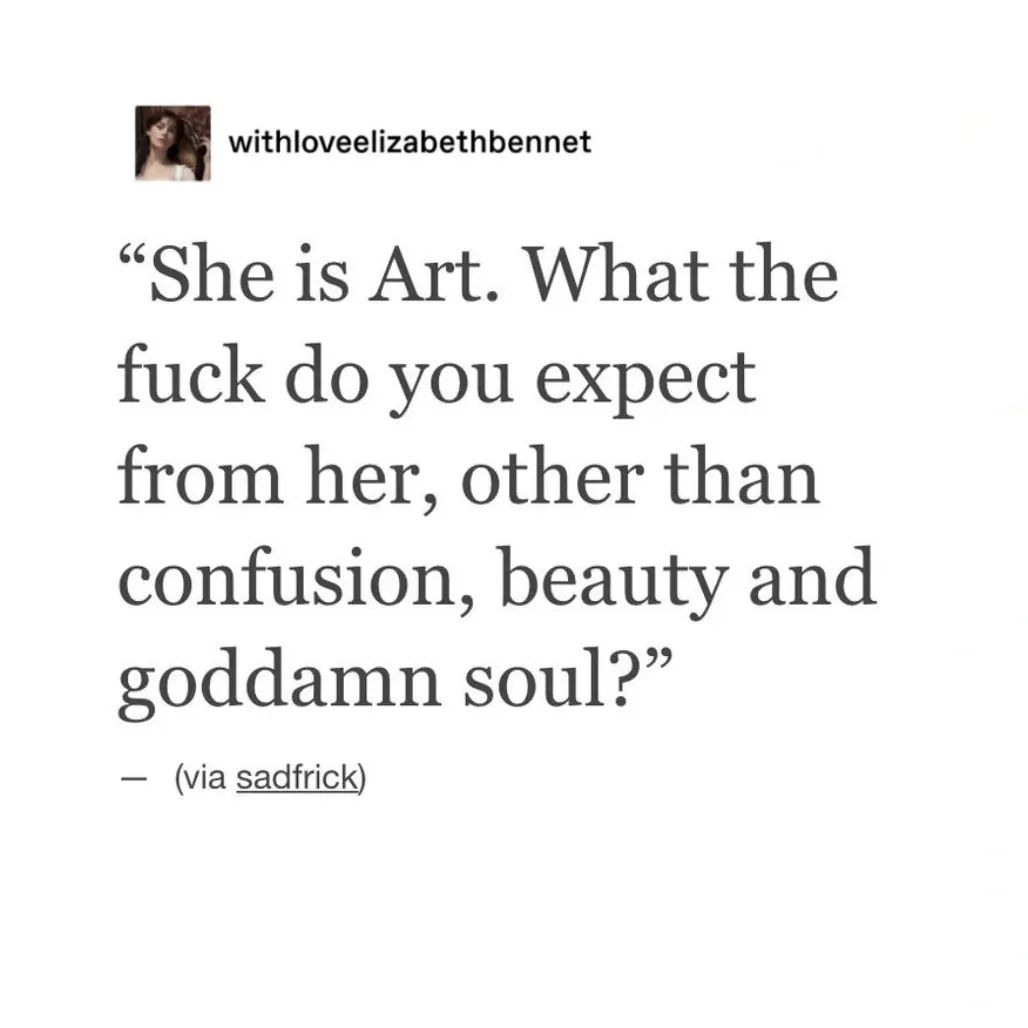 withloveelizabethbennet
“She is Art. What the
fuck do you expect
from her, other than
confusion, beauty and
goddamn soul?”
— (via sadfrick)